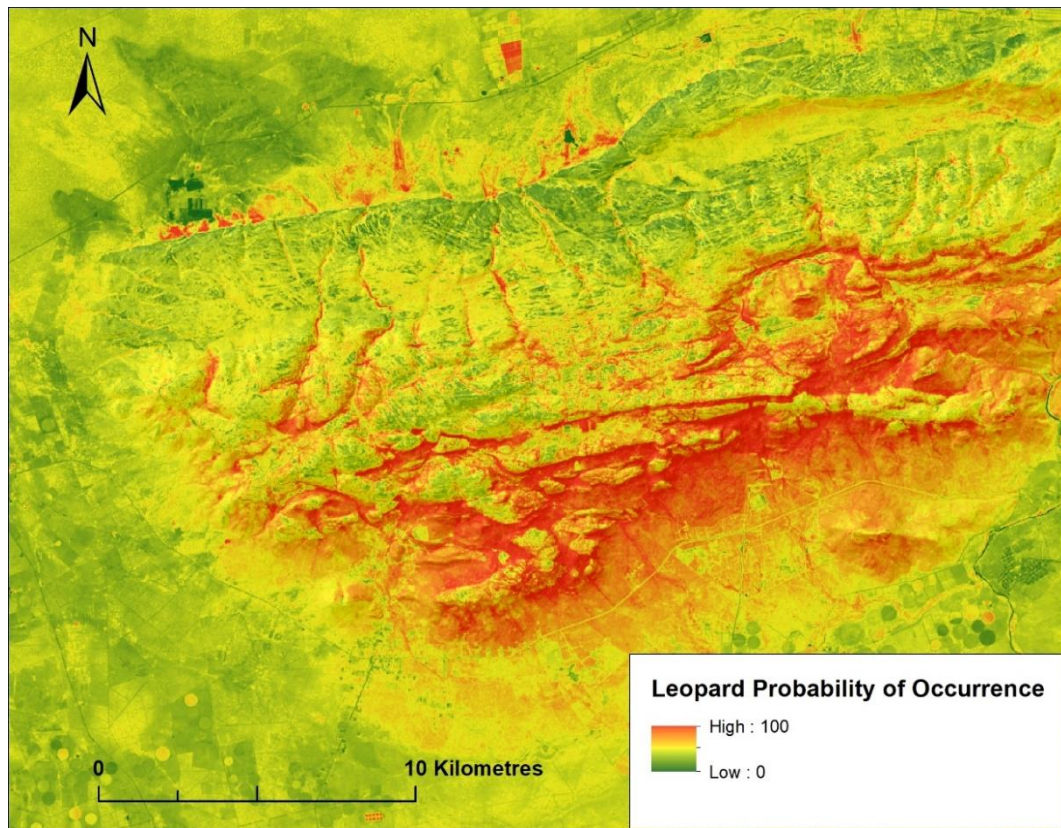 N
0
10 Kilometres
Leopard Probability of Occurrence
High : 100
Low : 0